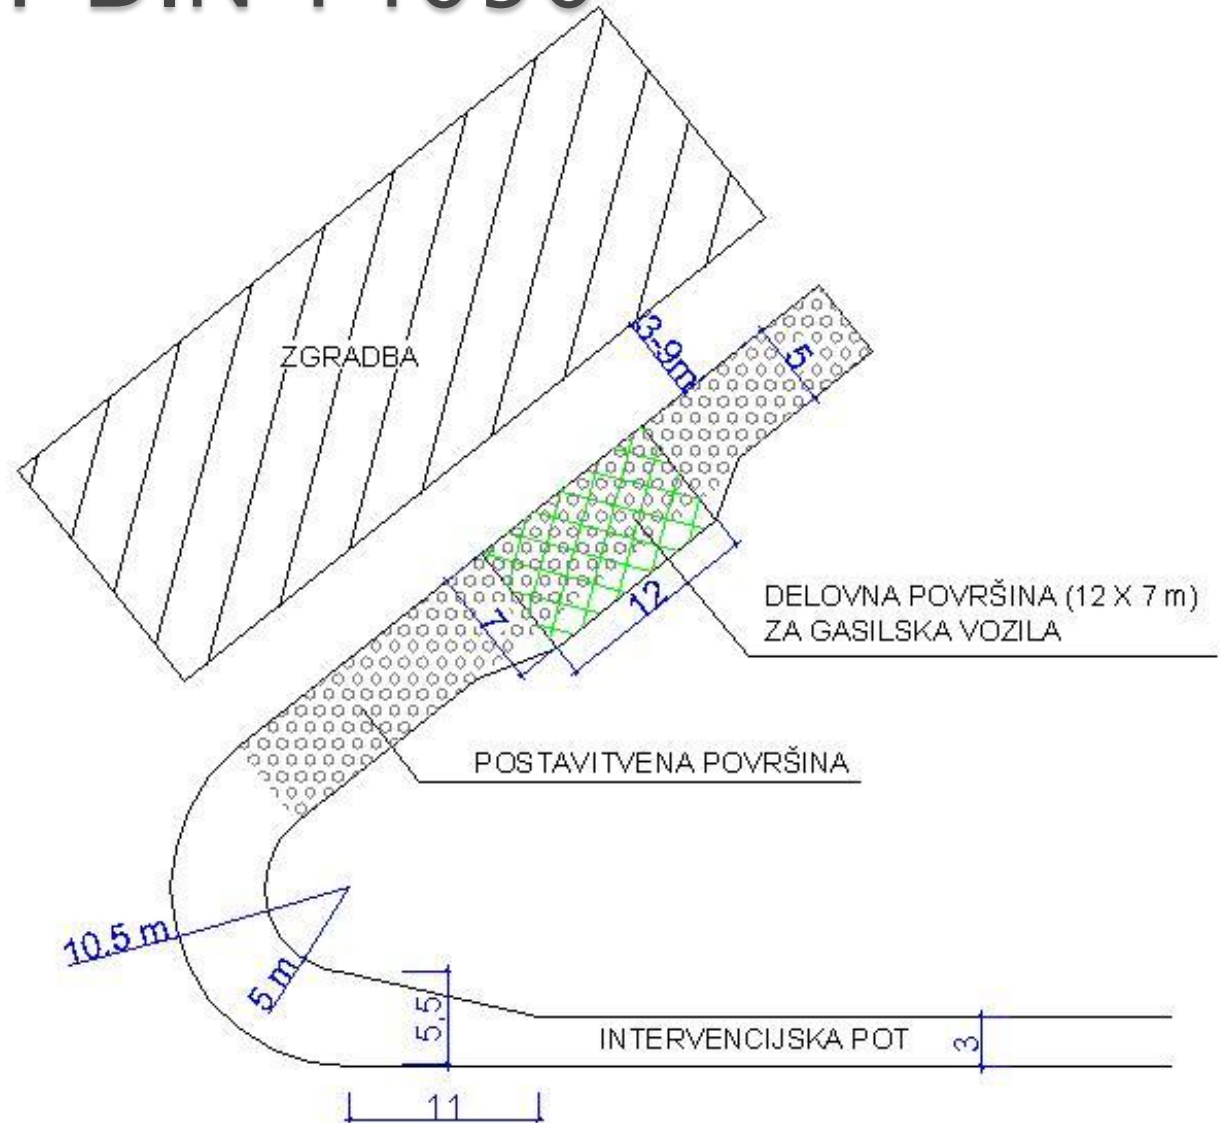 ZGRADBA
3-9m
5
7
12
DELOVNA POVRŠINA (12 X 7 m)
ZA GASILSKA VOZILA
POSTAVITVENA POVRŠINA
10.5 m
5 m
5,5
INTERVENCIJSKA POT
3
11